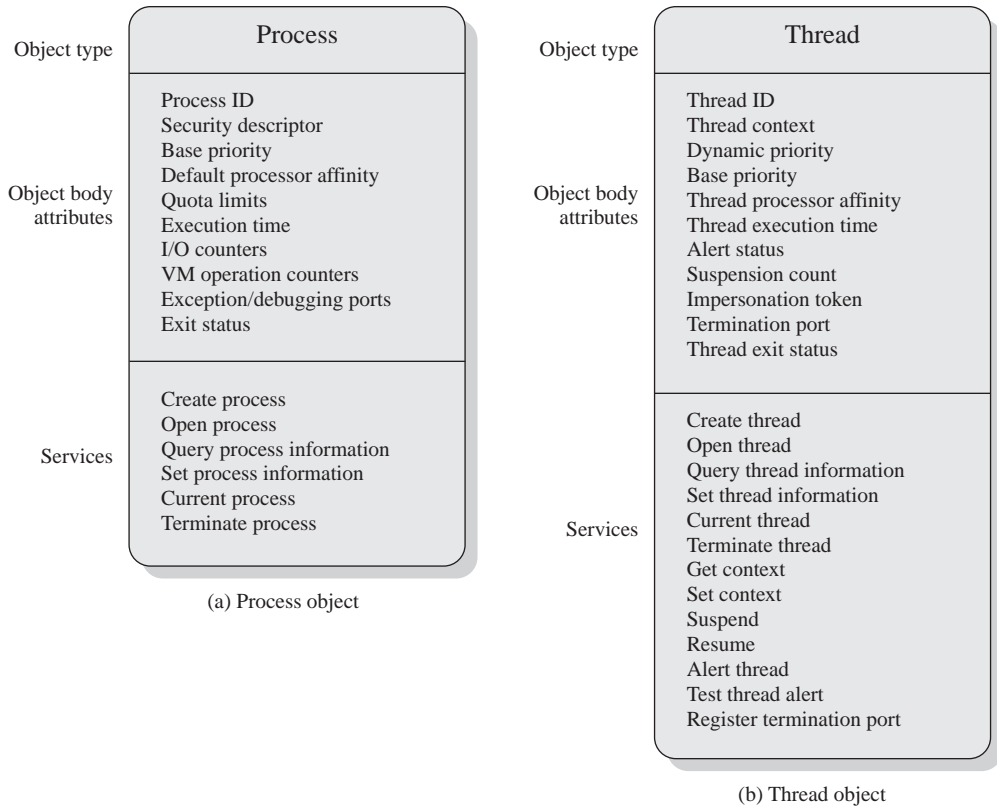 Object type
Process
Object body
attributes
Process ID
Security descriptor
Base priority
Default processor affinity
Quota limits
Execution time
I/O counters
VM operation counters
Exception/debugging ports
Exit status
Services
Create process
Open process
Query process information
Set process information
Current process
Terminate process
(a) Process object
Object type
Thread
Object body
attributes
Thread ID
Thread context
Dynamic priority
Base priority
Thread processor affinity
Thread execution time
Alert status
Suspension count
Impersonation token
Termination port
Thread exit status
Services
Create thread
Open thread
Query thread information
Set thread information
Current thread
Terminate thread
Get context
Set context
Suspend
Resume
Alert thread
Test thread alert
Register termination port
(b) Thread object